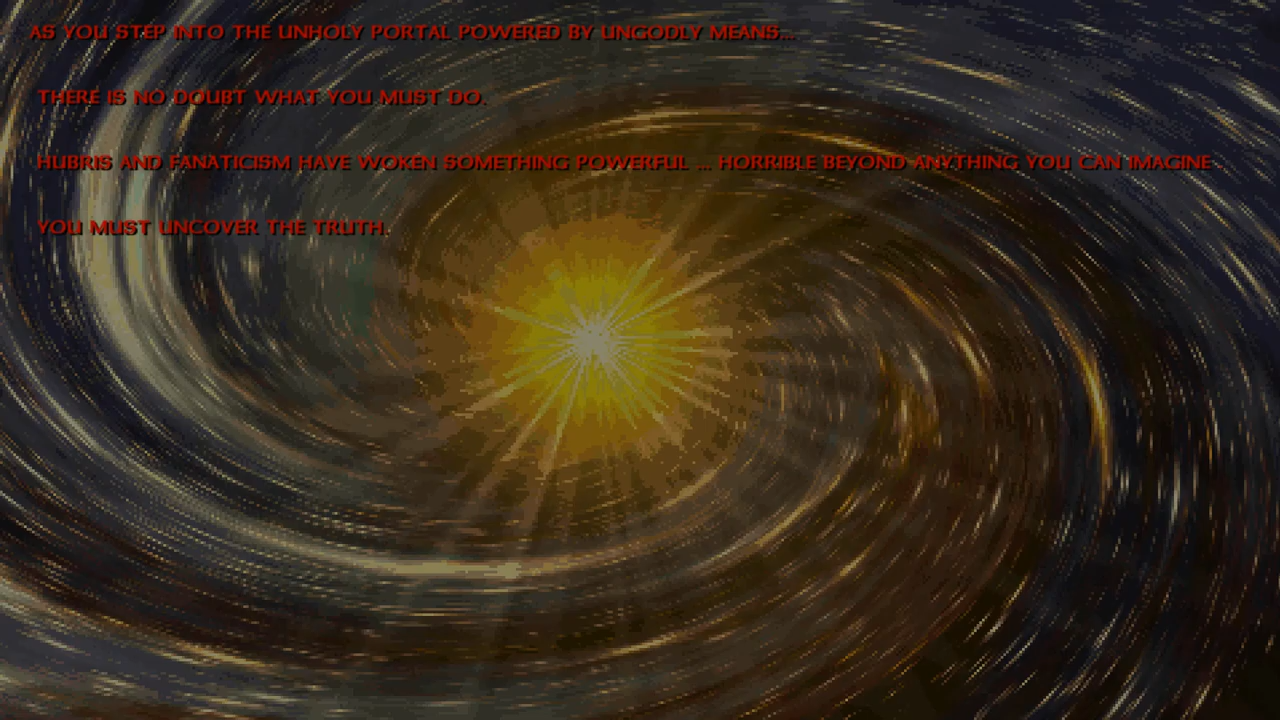 AS YOU STEP INTO THE UNHOLY PORTAL POWERED BY UNGODLY MEANS...
THERE IS NO DOUBT WHAT YOU MUST DO.
HUBRIS AND FANATICISM HAVE WOKEN SOMETHING POWERFUL ... HORRIBLE BEYOND ANYTHING YOU CAN IMAGINE
YOU MUST UNCOVER THE TRUTH.